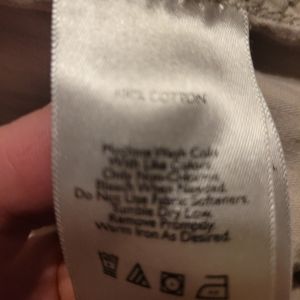 100% COTTON
Machine Wash Cold
With Like Colors
Only Non-Chlorine
Bleach When Needed.
Do Not Use Fabric Softeners.
Tumble Dry Low.
Remove Promptly.
Warm Iron As Desired.